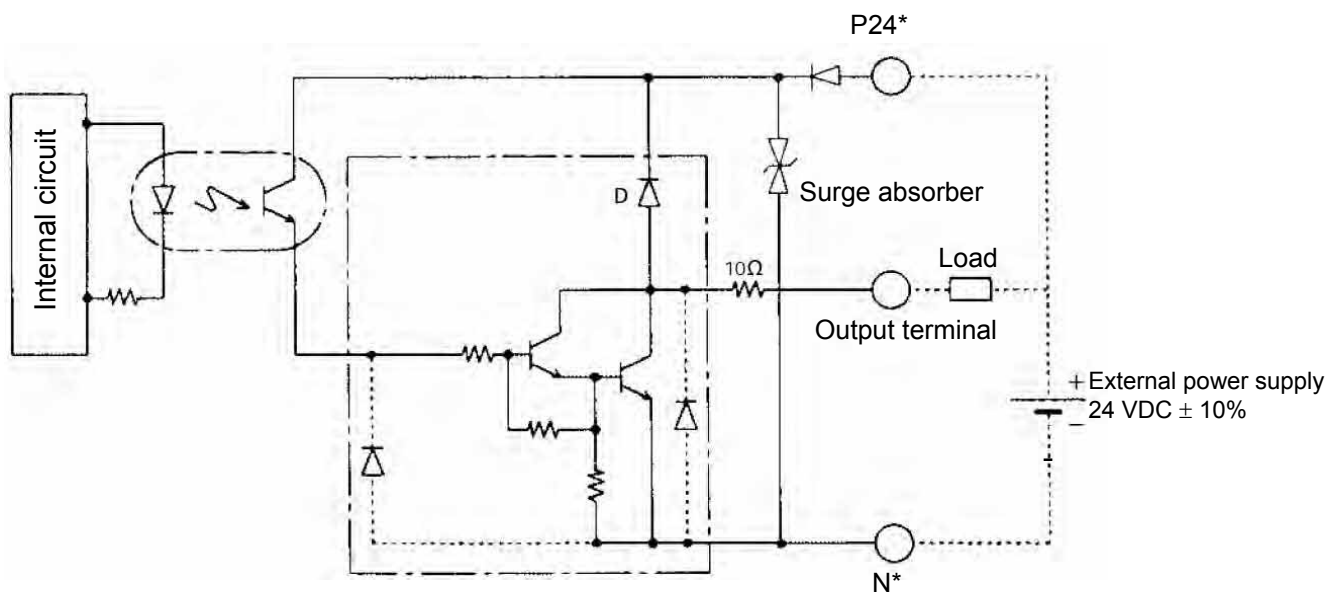 P24*
Internal circuit
D
Surge absorber
10Ω
Load
Output terminal
+ External power supply
− 24 VDC ± 10%
N*